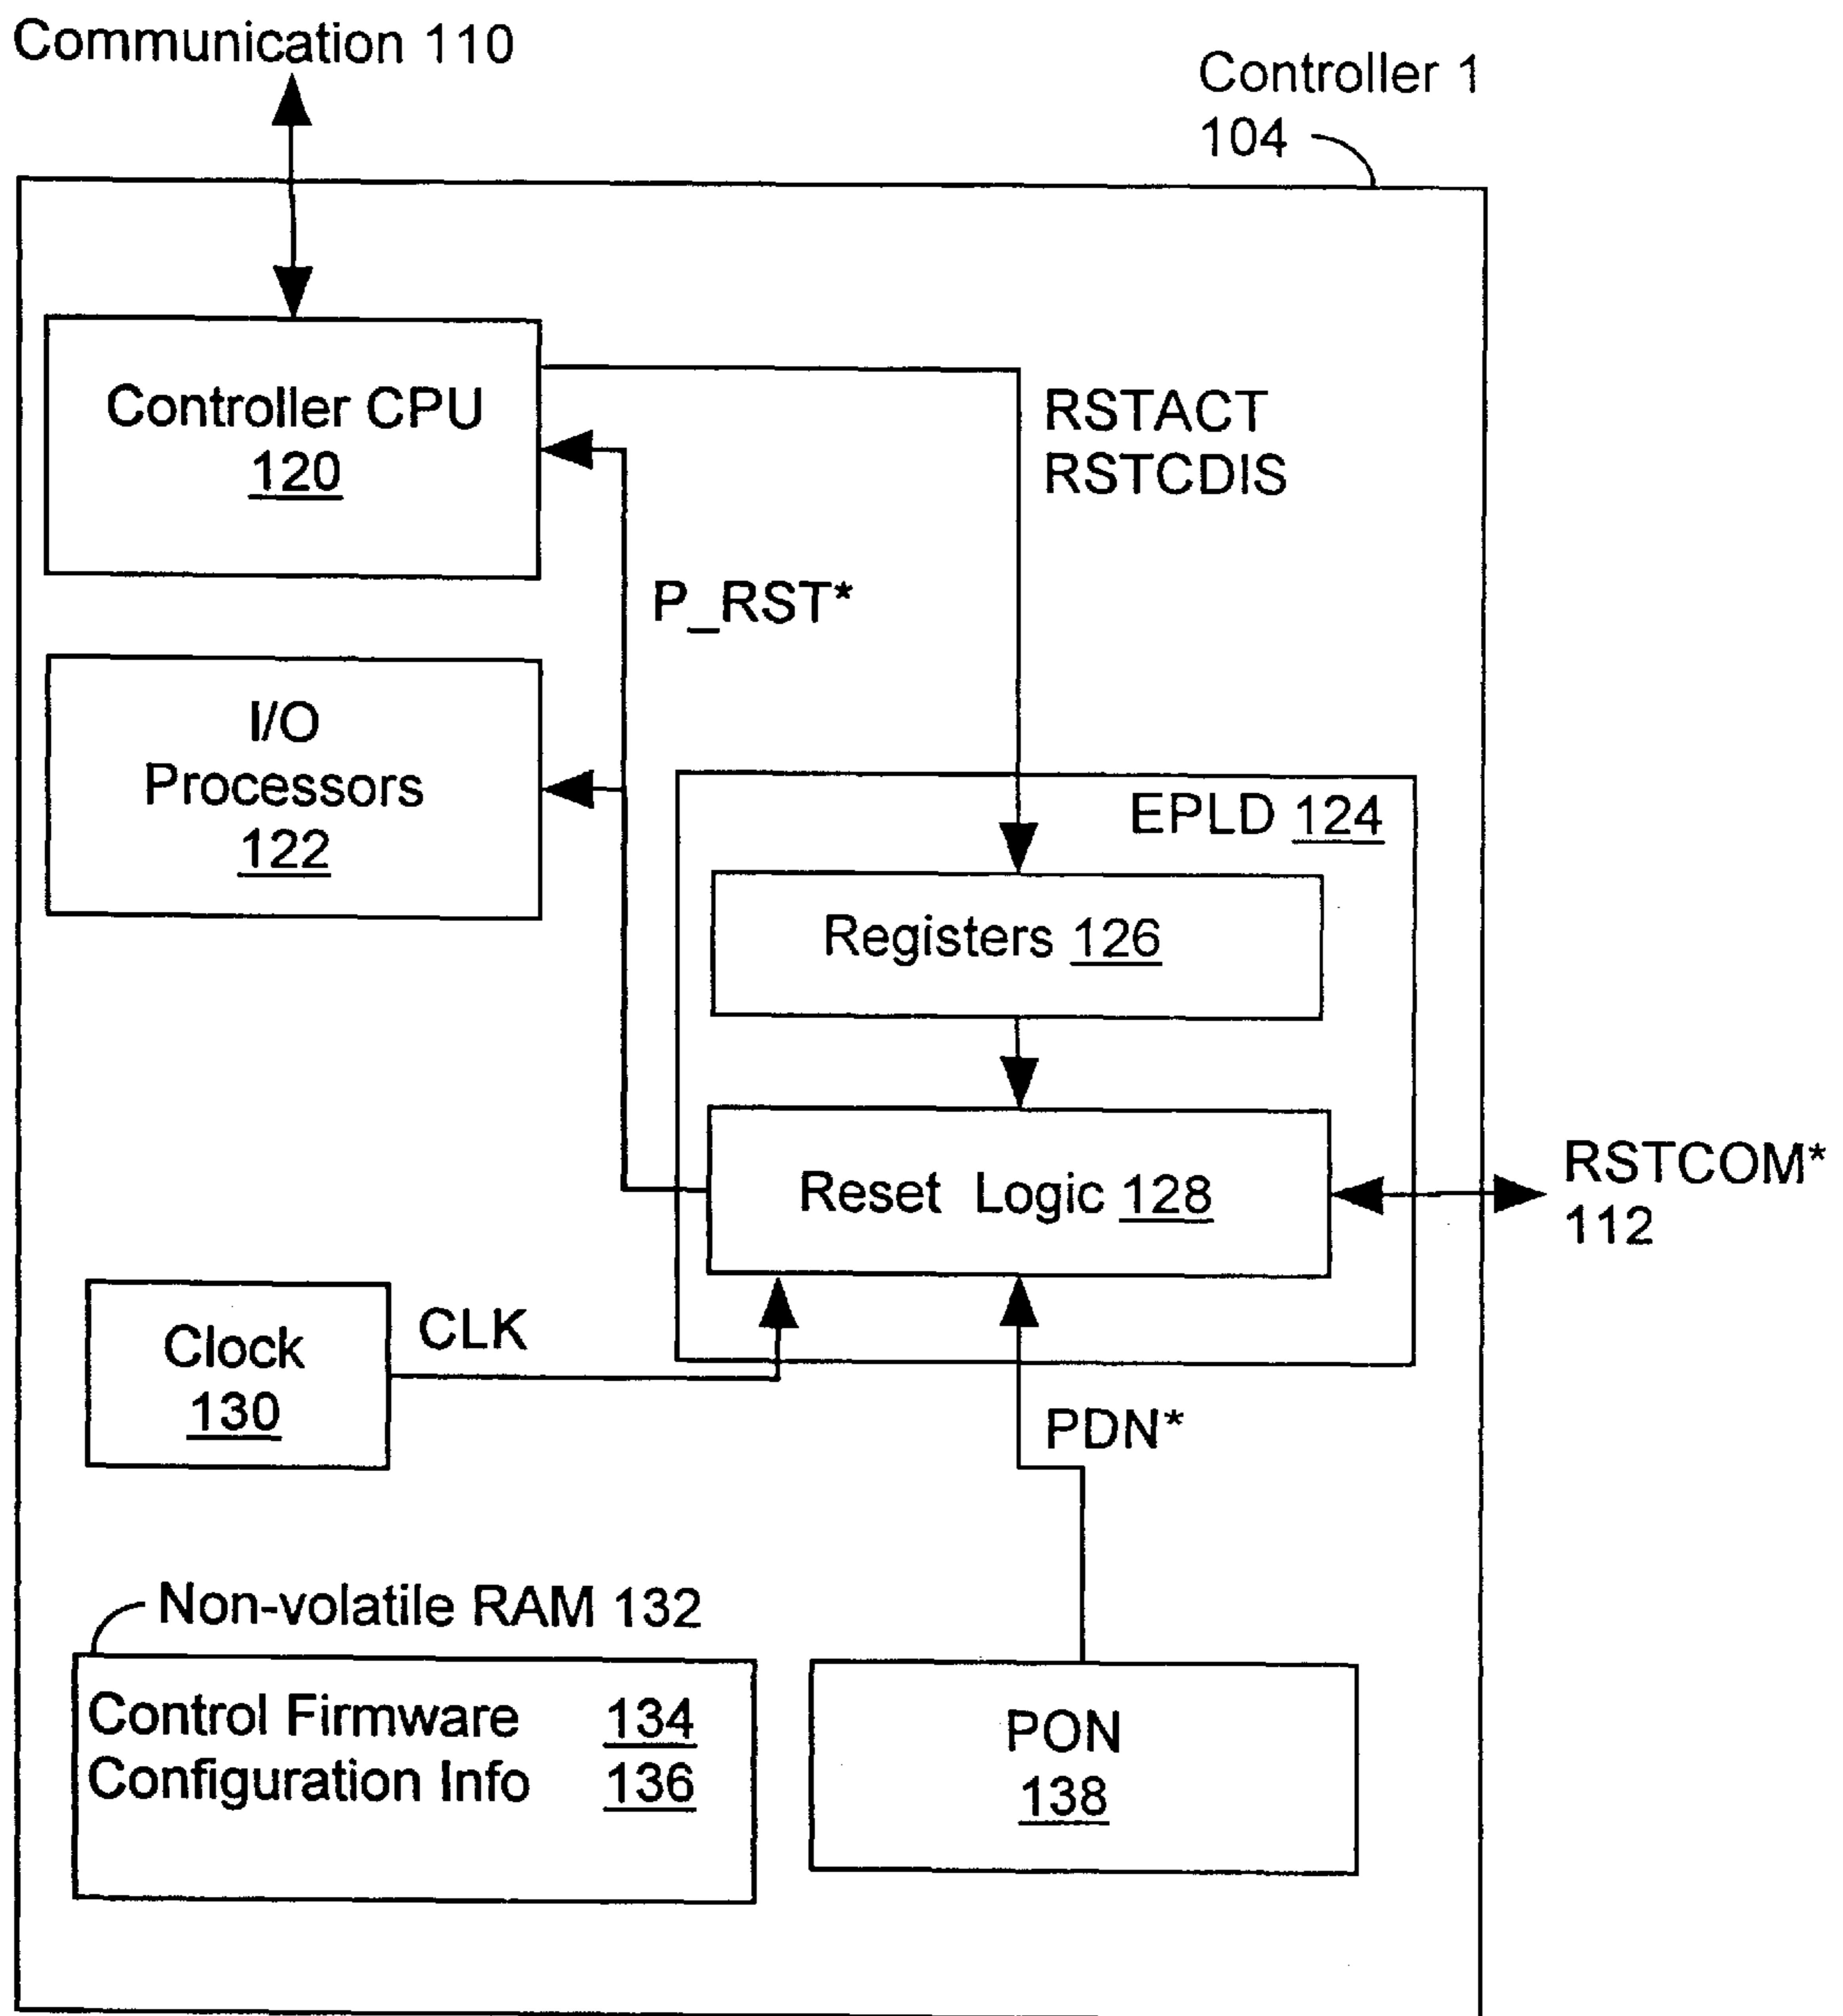 Communication 110
Controller 1
104
Controller CPU
120
RSTACT
RSTCDIS
P_RST*
I/O
Processors
122
EPLD 124
Registers 126
Reset Logic 128
RSTCOM*
112
Clock
130
CLK
PDN*
Non-volatile RAM 132
Control Firmware 134
Configuration Info 136
PON
138